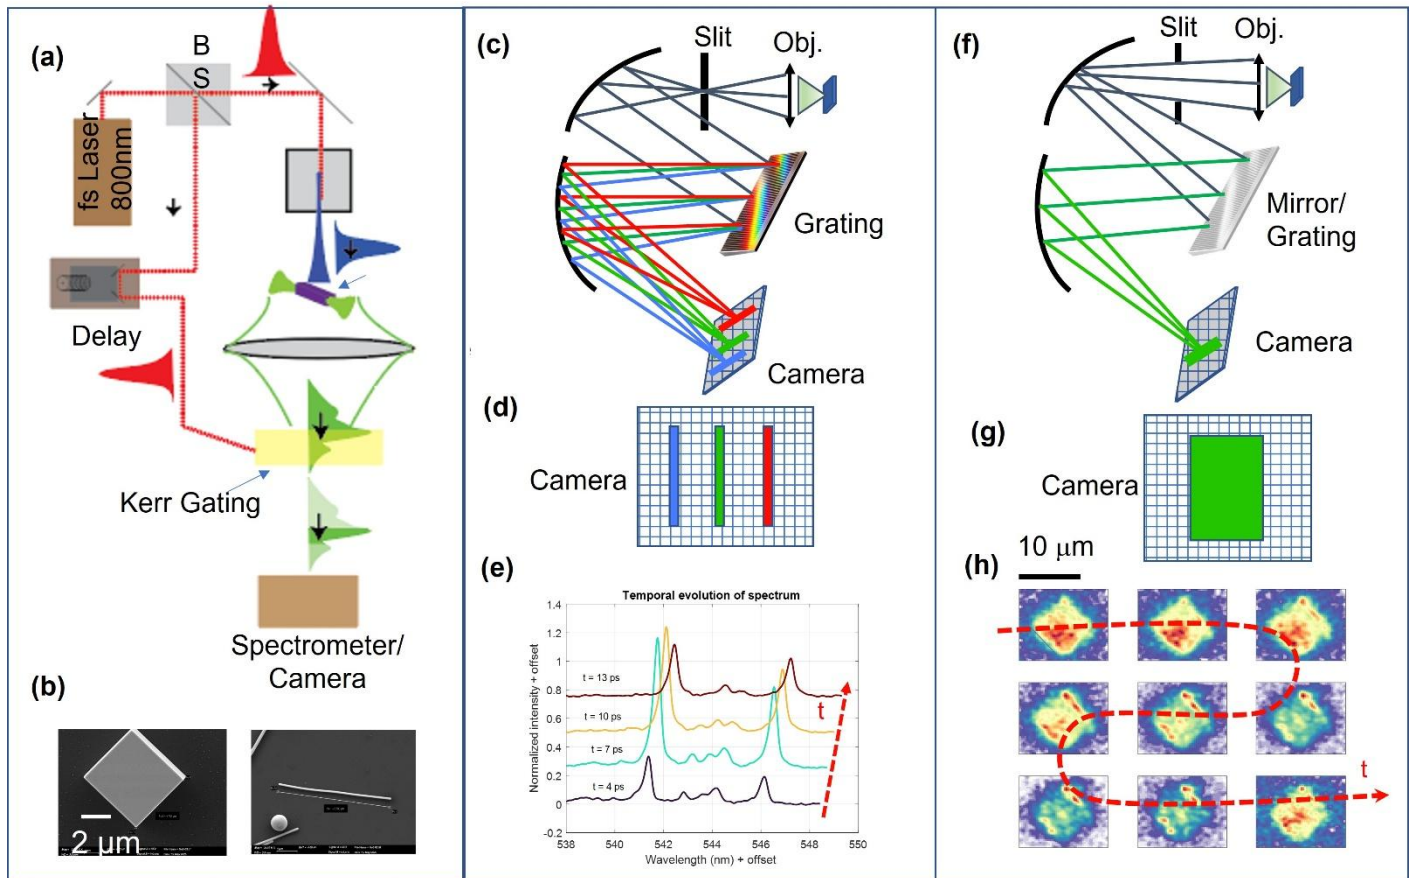 (a)
B
S
fs Laser
800nm
Delay
Kerr Gating
Spectrometer/
Camera
(b)
2 μm
(c)
Slit
Obj.
Grating
Camera
(d)
Camera
(e)
Temporal evolution of spectrum
Normalized intensity + offset
1.4
1.2
1
0.8
0.6
0.4
0.2
0
-0.2
t = 13 ps
t = 10 ps
t = 7 ps
t = 4 ps
t
538
540
542
544
546
548
550
Wavelength (nm) + offset
(f)
Slit
Obj.
Mirror/
Grating
Camera
(g)
Camera
10 μm
(h)
t